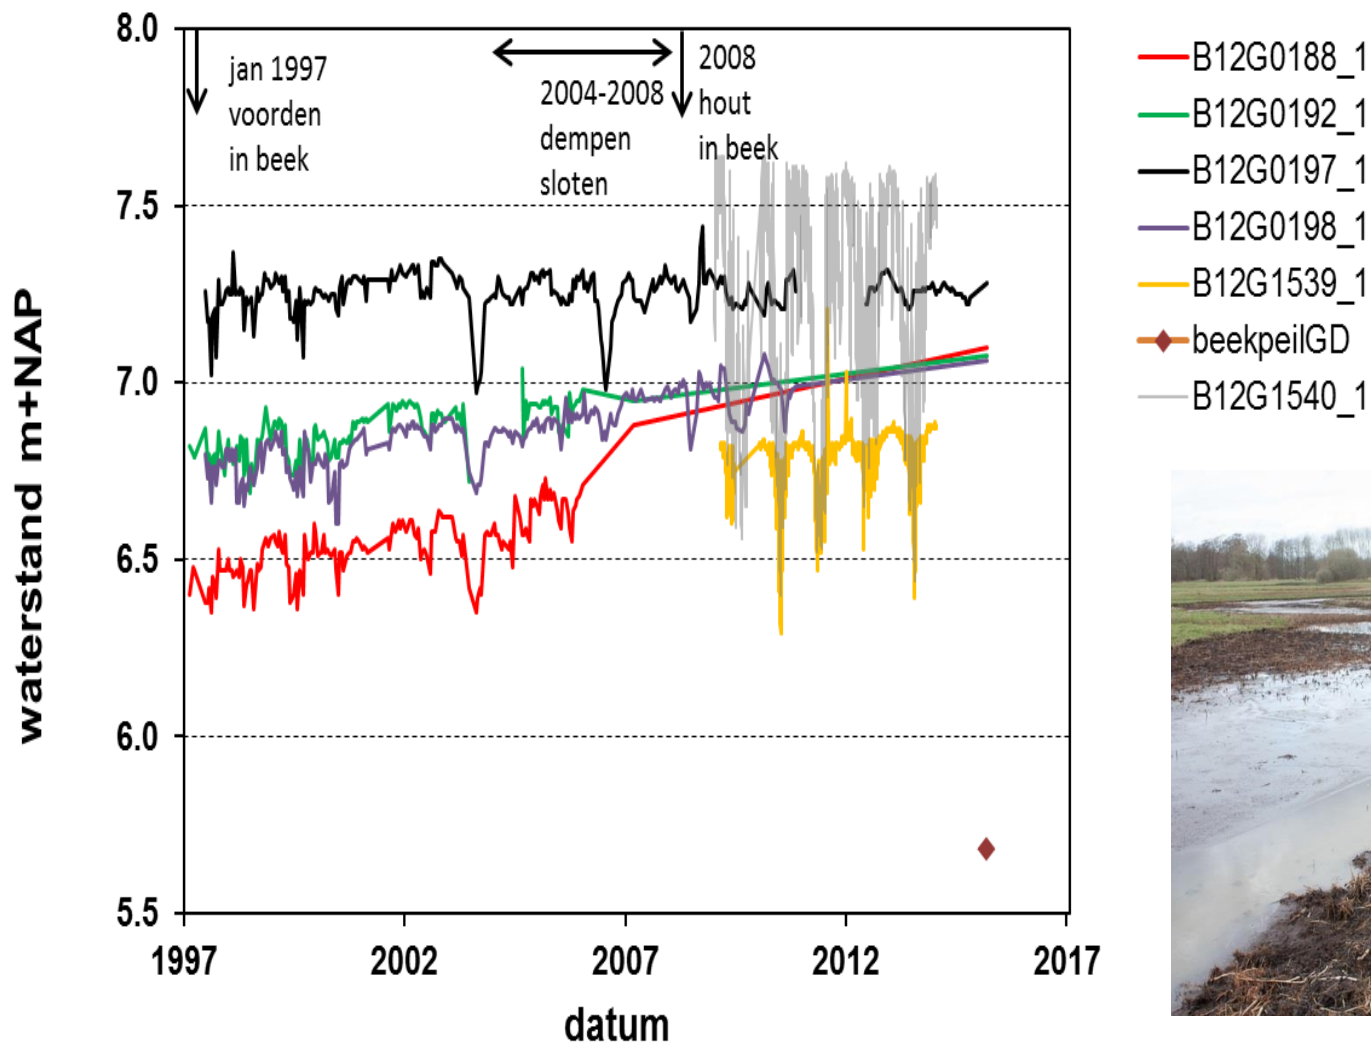 8.0
7.5
7.0
6.5
6.0
5.5
waterstand m+NAP
jan 1997
voorden
in beek
2004-2008
dempen
sloten
2008
hout
in beek
1997
2002
2007
2012
2017
datum
B12G0188_1
B12G0192_1
B12G0197_1
B12G0198_1
B12G1539_1
beekpeilGD
B12G1540_1